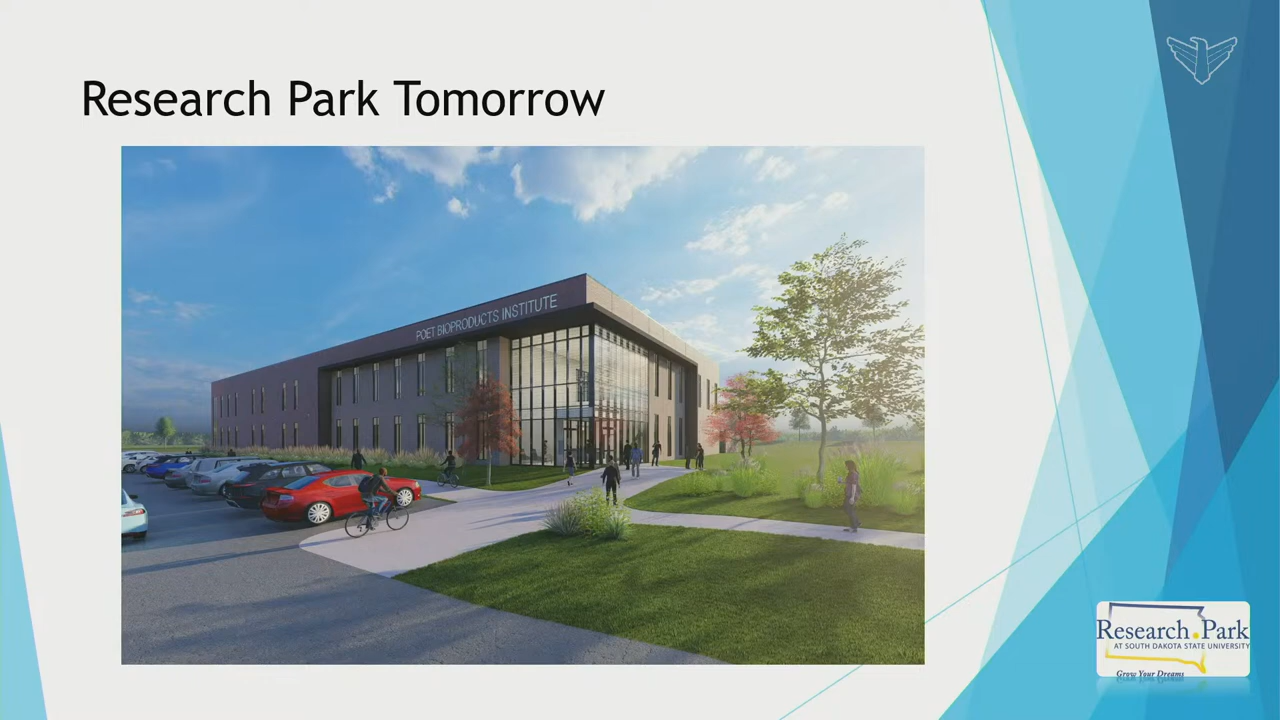 Research Park Tomorrow
POET BIOPRODUCTS INSTITUTE
Research Park
AT SOUTH DAKOTA STATE UNIVERSITY
Grow Your Dreams